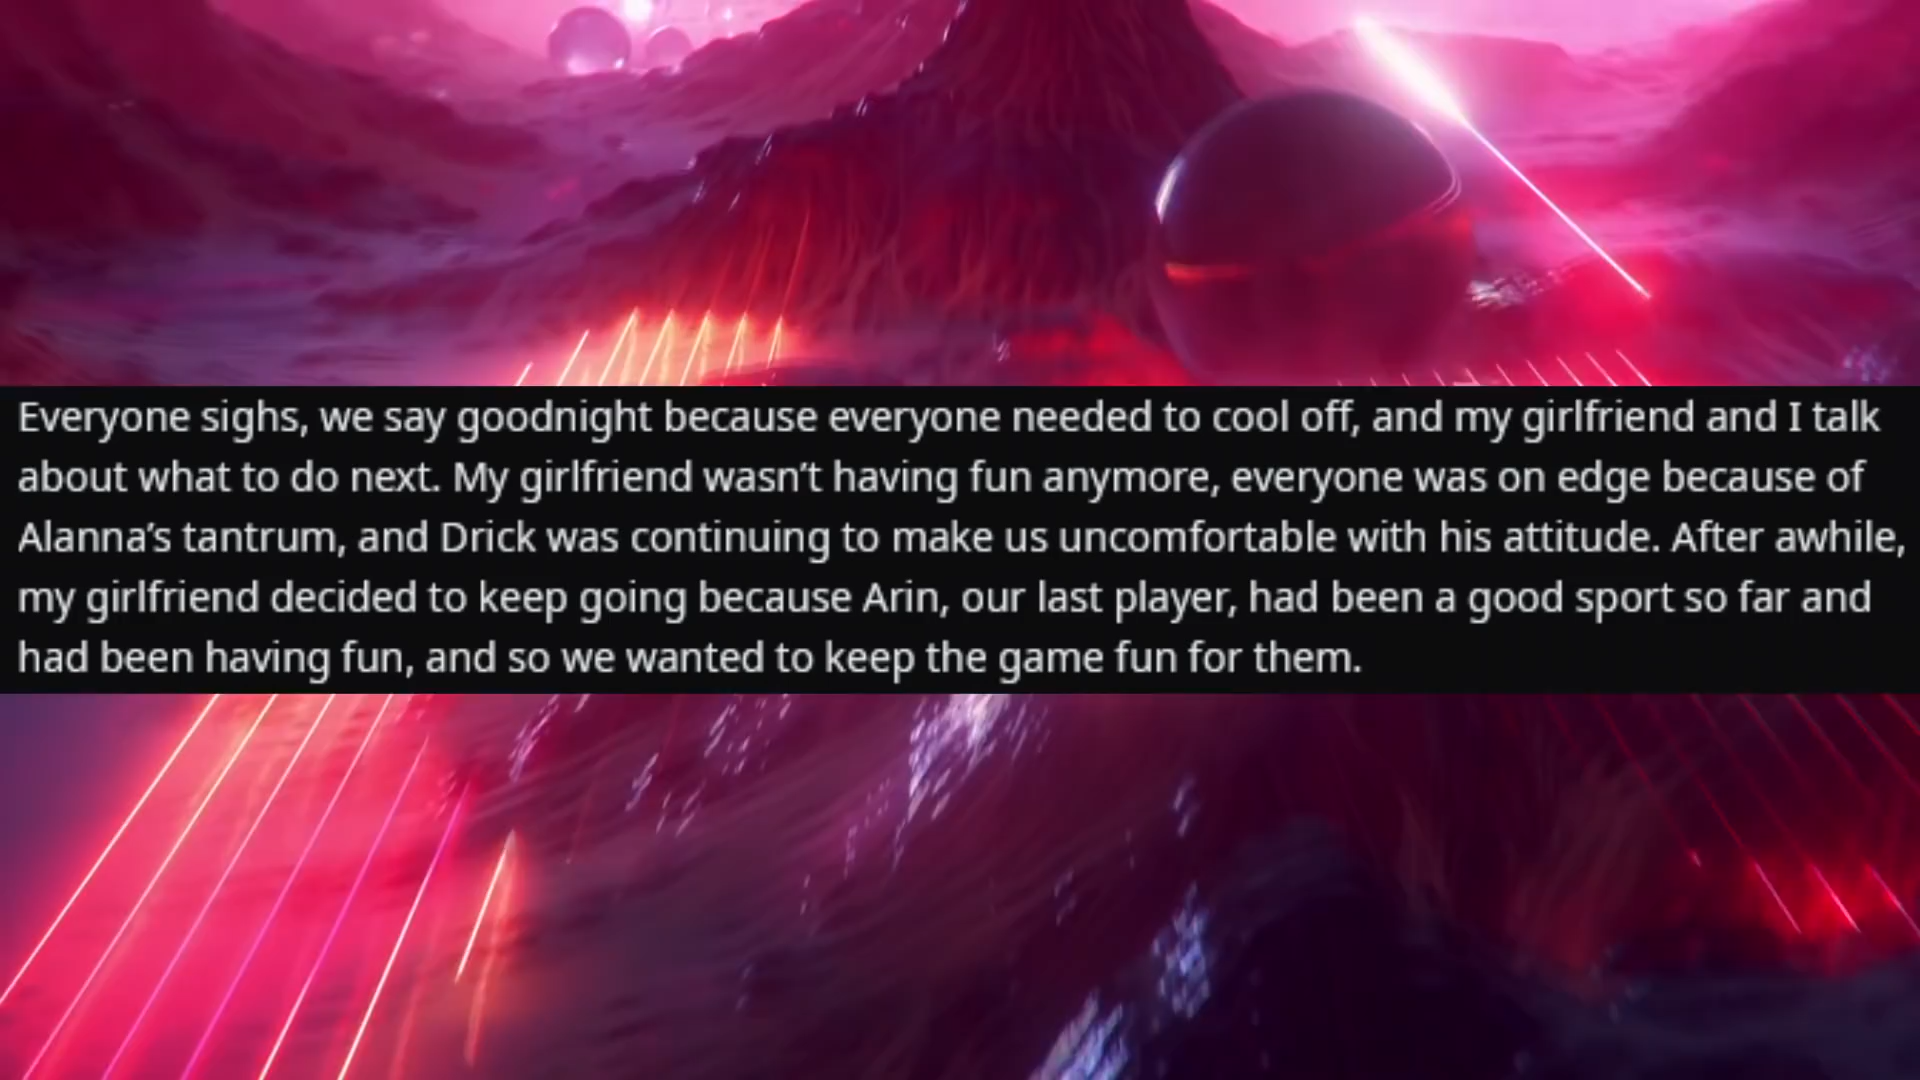 Everyone sighs, we say goodnight because everyone needed to cool off, and my girlfriend and I talk
about what to do next. My girlfriend wasn’t having fun anymore, everyone was on edge because of
Alanna’s tantrum, and Drick was continuing to make us uncomfortable with his attitude. After awhile,
my girlfriend decided to keep going because Arin, our last player, had been a good sport so far and
had been having fun, and so we wanted to keep the game fun for them.